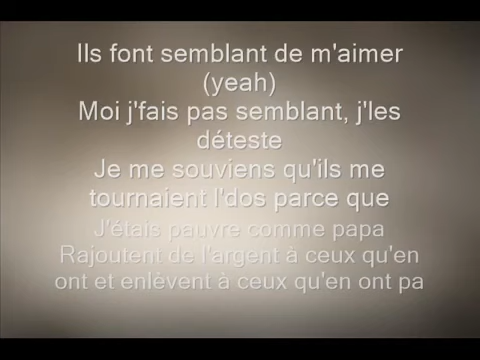 Ils font semblant de m'aimer
(yeah)
Moi j'fais pas semblant, j'les
déteste
Je me souviens qu'ils me
tournaient l'dos parce que
J'étais pauvre comme papa
Rajoutent de l'argent à ceux qu'en
ont et enlèvent à ceux qu'en ont pa